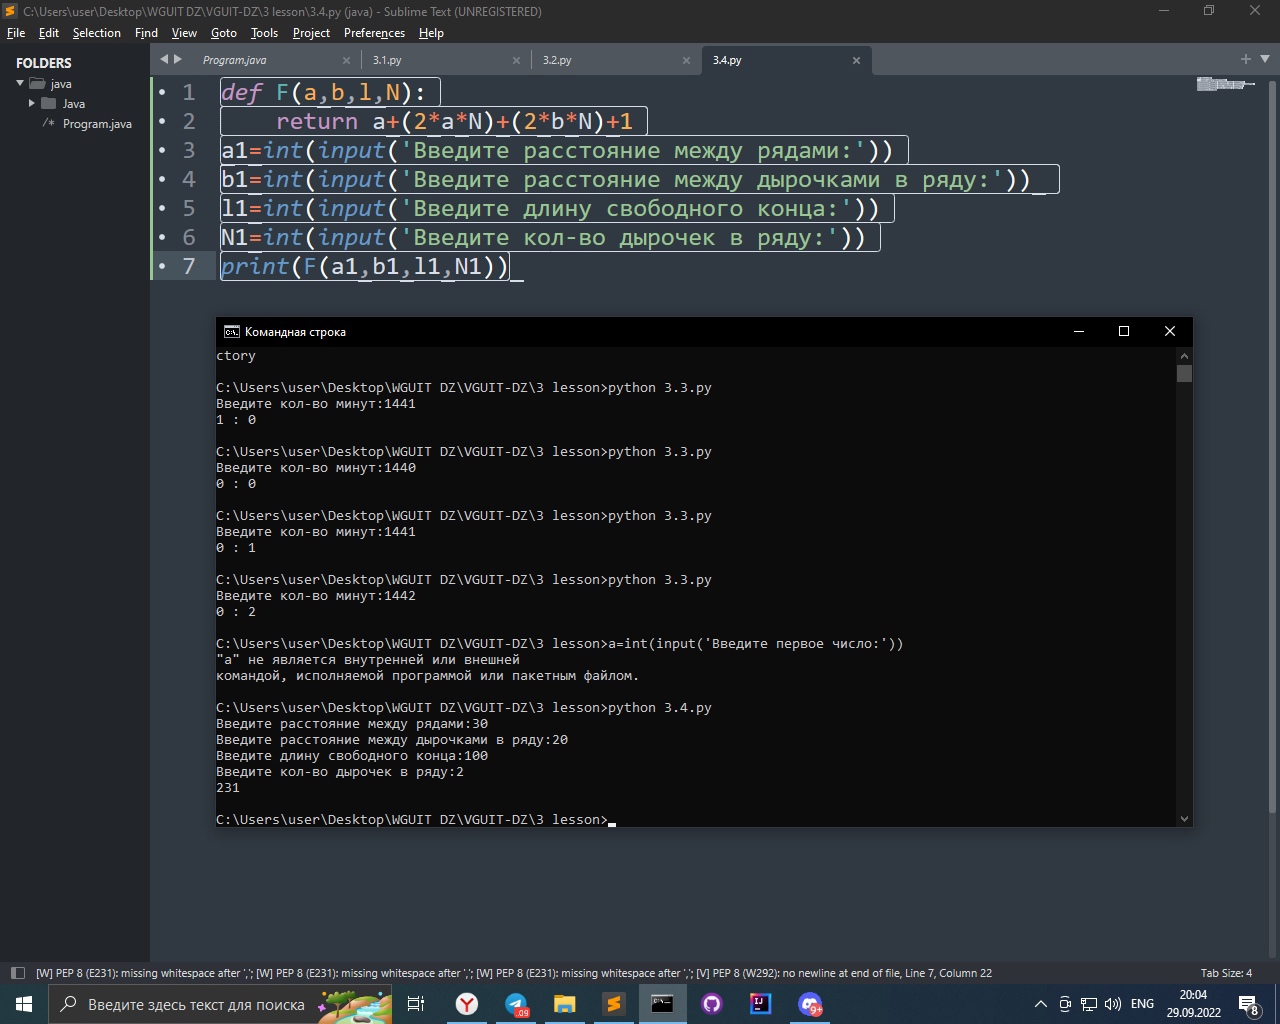 C:\Users\user\Desktop\WGUIT DZ\VGUIT-DZ\3 lesson\3.4.py (java) - Sublime Text (UNREGISTERED)
File Edit Selection Find View Goto Tools Project Preferences Help
FOLDERS
java
Java
/* Program.java
Program.java × 3.1.py × 3.2.py × 3.4.py ×
1 def F(a,b,l,N):
2 return a+(2*a*N)+(2*b*N)+1
3 a1=int(input('Введите расстояние между рядами:'))
4 b1=int(input('Введите расстояние между дырочками в ряду:'))
5 l1=int(input('Введите длину свободного конца:'))
6 N1=int(input('Введите кол-во дырочек в ряду:'))
7 print(F(a1,b1,l1,N1))
Командная строка
ctory
C:\Users\user\Desktop\WGUIT DZ\VGUIT-DZ\3 lesson>python 3.3.py
Введите кол-во минут:1441
1 : 0
C:\Users\user\Desktop\WGUIT DZ\VGUIT-DZ\3 lesson>python 3.3.py
Введите кол-во минут:1440
0 : 0
C:\Users\user\Desktop\WGUIT DZ\VGUIT-DZ\3 lesson>python 3.3.py
Введите кол-во минут:1441
0 : 1
C:\Users\user\Desktop\WGUIT DZ\VGUIT-DZ\3 lesson>python 3.3.py
Введите кол-во минут:1442
0 : 2
C:\Users\user\Desktop\WGUIT DZ\VGUIT-DZ\3 lesson>a=int(input('Введите первое число:'))
"a" не является внутренней или внешней
командой, исполняемой программой или пакетным файлом.
C:\Users\user\Desktop\WGUIT DZ\VGUIT-DZ\3 lesson>python 3.4.py
Введите расстояние между рядами:30
Введите расстояние между дырочками в ряду:20
Введите длину свободного конца:100
Введите кол-во дырочек в ряду:2
231
C:\Users\user\Desktop\WGUIT DZ\VGUIT-DZ\3 lesson>
[W] PEP 8 (E231): missing whitespace after ','; [W] PEP 8 (E231): missing whitespace after ','; [W] PEP 8 (E231): missing whitespace after ','; [V] PEP 8 (W292): no newline at end of file, Line 7, Column 22
Tab Size: 4
Введите здесь текст для поиска
.09
IJ
9+
ENG
20:04
29.09.2022
8